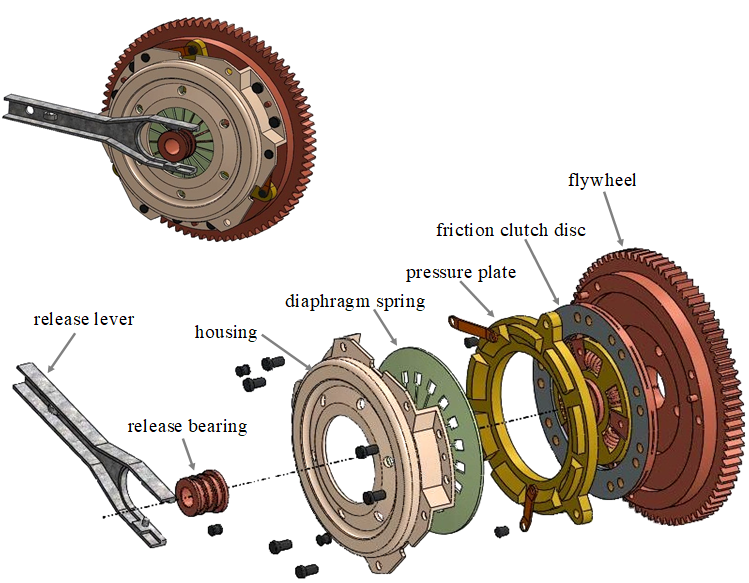 flywheel
friction clutch disc
pressure plate
diaphragm spring
release lever
housing
release bearing